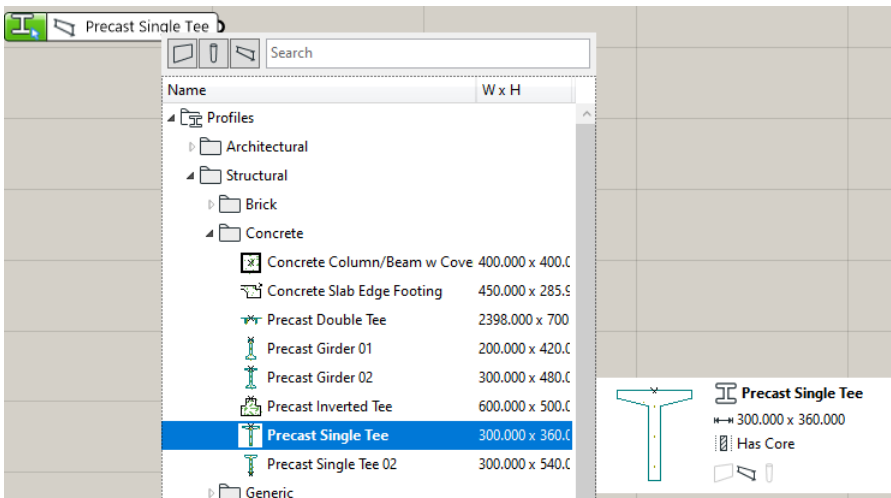 Precast Single Tee
Search
Name W x H
Profiles
Architectural
Structural
Brick
Concrete
Concrete Column/Beam w Cove 400.000 x 400.0
Concrete Slab Edge Footing 450.000 x 285.9
Precast Double Tee 2398.000 x 700
Precast Girder 01 200.000 x 420.0
Precast Girder 02 300.000 x 480.0
Precast Inverted Tee 600.000 x 500.0
Precast Single Tee 300.000 x 360.0
Precast Single Tee 02 300.000 x 540.0
Generic
Precast Single Tee
300.000 x 360.000
Has Core